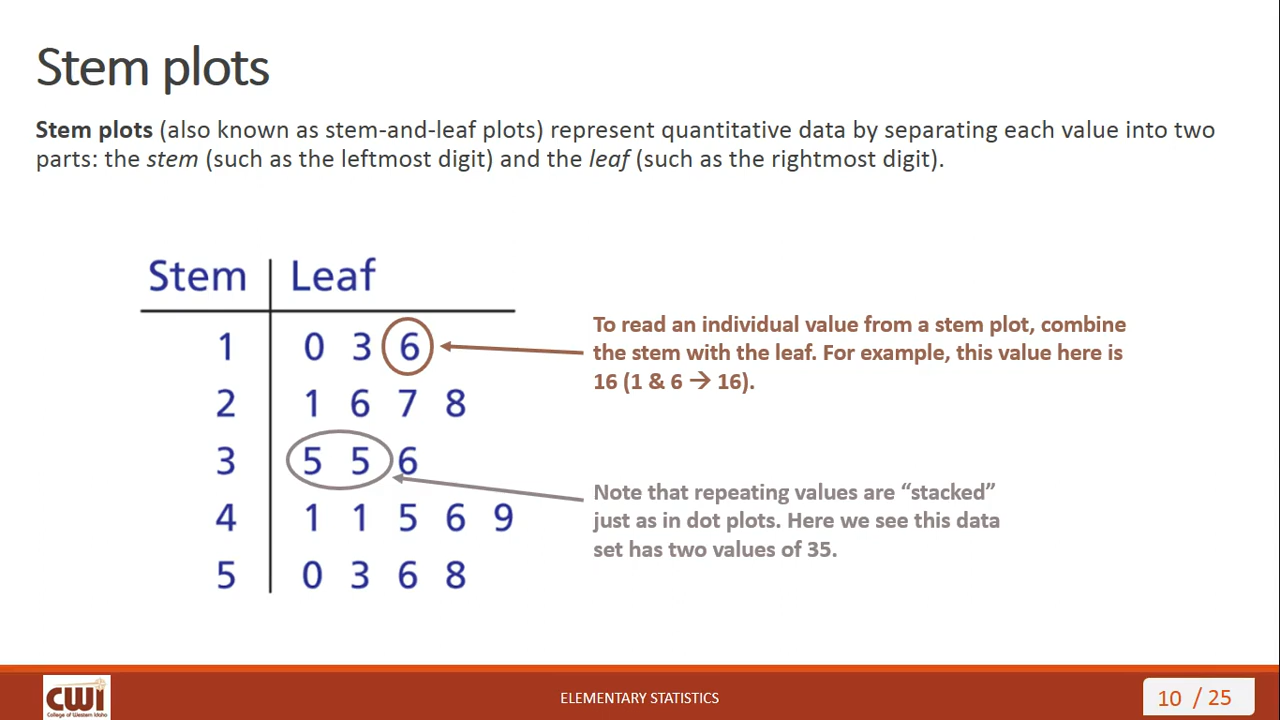 Stem plots
Stem plots (also known as stem-and-leaf plots) represent quantitative data by separating each value into two
parts: the stem (such as the leftmost digit) and the leaf (such as the rightmost digit).
Stem Leaf
1 0 3 6
2 1 6 7 8
3 5 5 6
4 1 1 5 6 9
5 0 3 6 8
To read an individual value from a stem plot, combine
the stem with the leaf. For example, this value here is
16 (1 & 6 → 16).
Note that repeating values are “stacked”
just as in dot plots. Here we see this data
set has two values of 35.
CWI
College of Western Idaho
ELEMENTARY STATISTICS
10 / 25